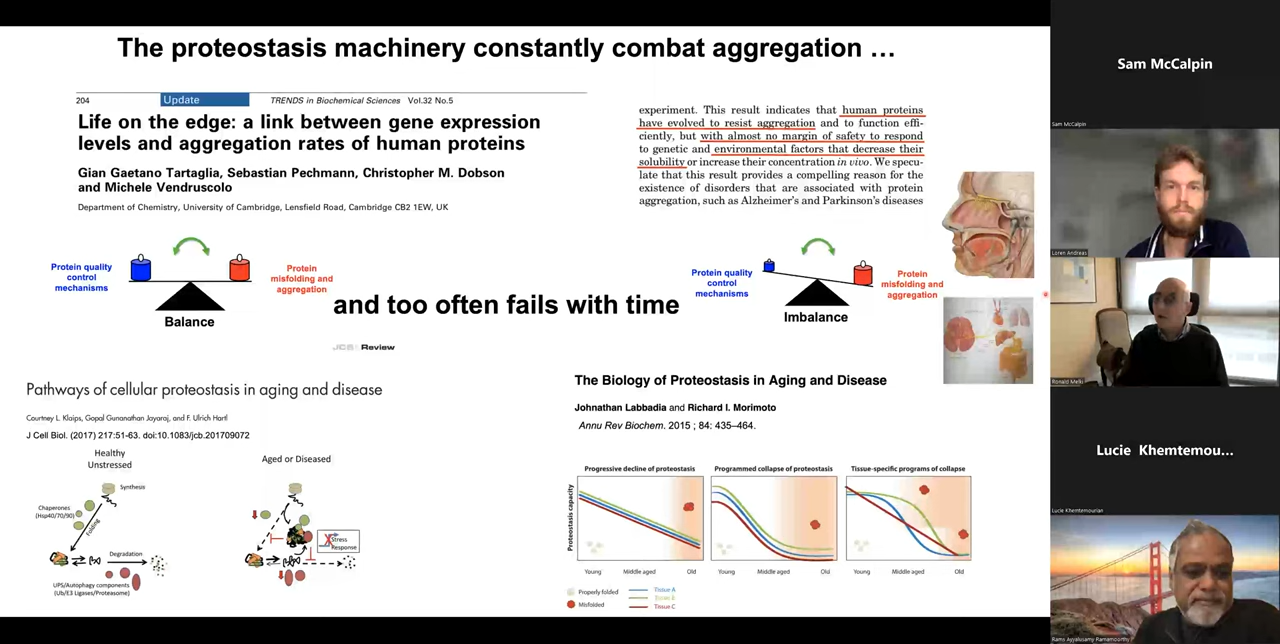 The proteostasis machinery constantly combat aggregation …
204 Update TRENDS in Biochemical Sciences Vol.32 No.5
Life on the edge: a link between gene expression
levels and aggregation rates of human proteins
Gian Gaetano Tartaglia, Sebastian Pechmann, Christopher M. Dobson
and Michele Vendruscolo
Department of Chemistry, University of Cambridge, Lensfield Road, Cambridge CB2 1EW, UK
experiment. This result indicates that human proteins
have evolved to resist aggregation and to function effi-
ciently, but with almost no margin of safety to respond
to genetic and environmental factors that decrease their
solubility or increase their concentration in vivo. We specu-
late that this result provides a compelling reason for the
existence of disorders that are associated with protein
aggregation, such as Alzheimer's and Parkinson's diseases
Protein quality
control
mechanisms
Protein
misfolding and
aggregation
Balance
and too often fails with time
Protein quality
control
mechanisms
Protein
misfolding and
aggregation
Imbalance
JCB Review
Pathways of cellular proteostasis in aging and disease
Courtney L. Klaips, Gopal Gunanathan Jayaraj, and F. Ulrich Hartl
J Cell Biol. (2017) 217:51-63. doi:10.1083/jcb.201709072
Healthy
Unstressed
Synthesis
Chaperones
(Hsp40/70/90)
Folding
Degradation
UPS/Autophagy components
(Ub/E3 Ligases/Proteasome)
Aged or Diseased
Stress
Response
The Biology of Proteostasis in Aging and Disease
Johnathan Labbadia and Richard I. Morimoto
Annu Rev Biochem. 2015 ; 84: 435–464.
Progressive decline of proteostasis
Programmed collapse of proteostasis
Tissue-specific programs of collapse
Proteostasis capacity
Young Middle aged Old
Young Middle aged Old
Young Middle aged Old
Properly folded
Misfolded
Tissue A
Tissue B
Tissue C
Sam McCalpin
Sam McCalpin
Loren Andreas
Ronald Melki
Lucie Khemtemou...
Lucie Khemtemourian
Rams Ayyalusamy Ramamoorthy